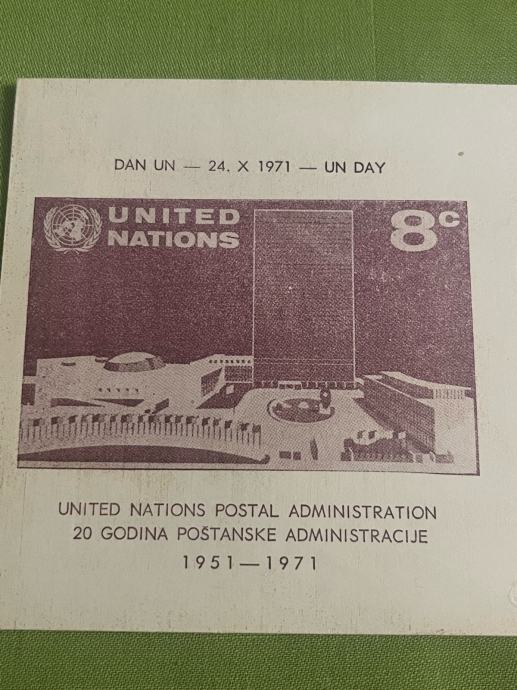 DAN UN — 24. X 1971 — UN DAY
UNITED
NATIONS
8c
UNITED NATIONS POSTAL ADMINISTRATION
20 GODINA POŠTANSKE ADMINISTRACIJE
1951—1971